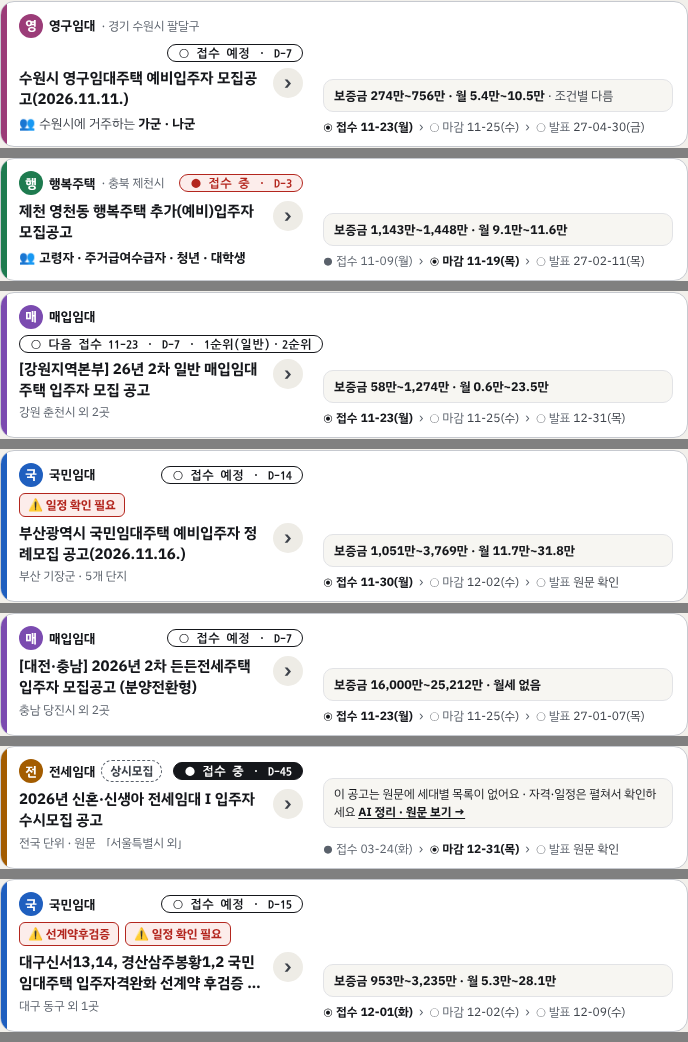 영 영구임대 · 경기 수원시 팔달구
○ 접수 예정 · D-7
수원시 영구임대주택 예비입주자 모집공
고(2026.11.11.)
👥 수원시에 거주하는 가군 · 나군
›
보증금 274만~756만 · 월 5.4만~10.5만 · 조건별 다름
◉ 접수 11-23(월) › ○ 마감 11-25(수) › ○ 발표 27-04-30(금)
행 행복주택 · 충북 제천시 ● 접수 중 · D-3
제천 영천동 행복주택 추가(예비)입주자
모집공고
👥 고령자 · 주거급여수급자 · 청년 · 대학생
›
보증금 1,143만~1,448만 · 월 9.1만~11.6만
● 접수 11-09(월) › ◉ 마감 11-19(목) › ○ 발표 27-02-11(목)
매 매입임대
○ 다음 접수 11-23 · D-7 · 1순위(일반)·2순위
[강원지역본부] 26년 2차 일반 매입임대
주택 입주자 모집 공고
강원 춘천시 외 2곳
›
보증금 58만~1,274만 · 월 0.6만~23.5만
◉ 접수 11-23(월) › ○ 마감 11-25(수) › ○ 발표 12-31(목)
국 국민임대 ○ 접수 예정 · D-14
⚠️ 일정 확인 필요
부산광역시 국민임대주택 예비입주자 정
례모집 공고(2026.11.16.)
부산 기장군 · 5개 단지
›
보증금 1,051만~3,769만 · 월 11.7만~31.8만
◉ 접수 11-30(월) › ○ 마감 12-02(수) › ○ 발표 원문 확인
매 매입임대 ○ 접수 예정 · D-7
[대전·충남] 2026년 2차 든든전세주택
입주자 모집공고 (분양전환형)
충남 당진시 외 2곳
›
보증금 16,000만~25,212만 · 월세 없음
◉ 접수 11-23(월) › ○ 마감 11-25(수) › ○ 발표 27-01-07(목)
전 전세임대 상시모집 ● 접수 중 · D-45
2026년 신혼·신생아 전세임대 I 입주자
수시모집 공고
전국 단위 · 원문 「서울특별시 외」
›
이 공고는 원문에 세대별 목록이 없어요 · 자격·일정은 펼쳐서 확인하
세요 AI 정리 · 원문 보기 →
● 접수 03-24(화) › ◉ 마감 12-31(목) › ○ 발표 원문 확인
국 국민임대 ○ 접수 예정 · D-15
⚠️ 선계약후검증 ⚠️ 일정 확인 필요
대구신서13,14, 경산삼주봉황1,2 국민
임대주택 입주자격완화 선계약 후검증 ...
대구 동구 외 1곳
›
보증금 953만~3,235만 · 월 5.3만~28.1만
◉ 접수 12-01(화) › ○ 마감 12-02(수) › ○ 발표 12-09(수)